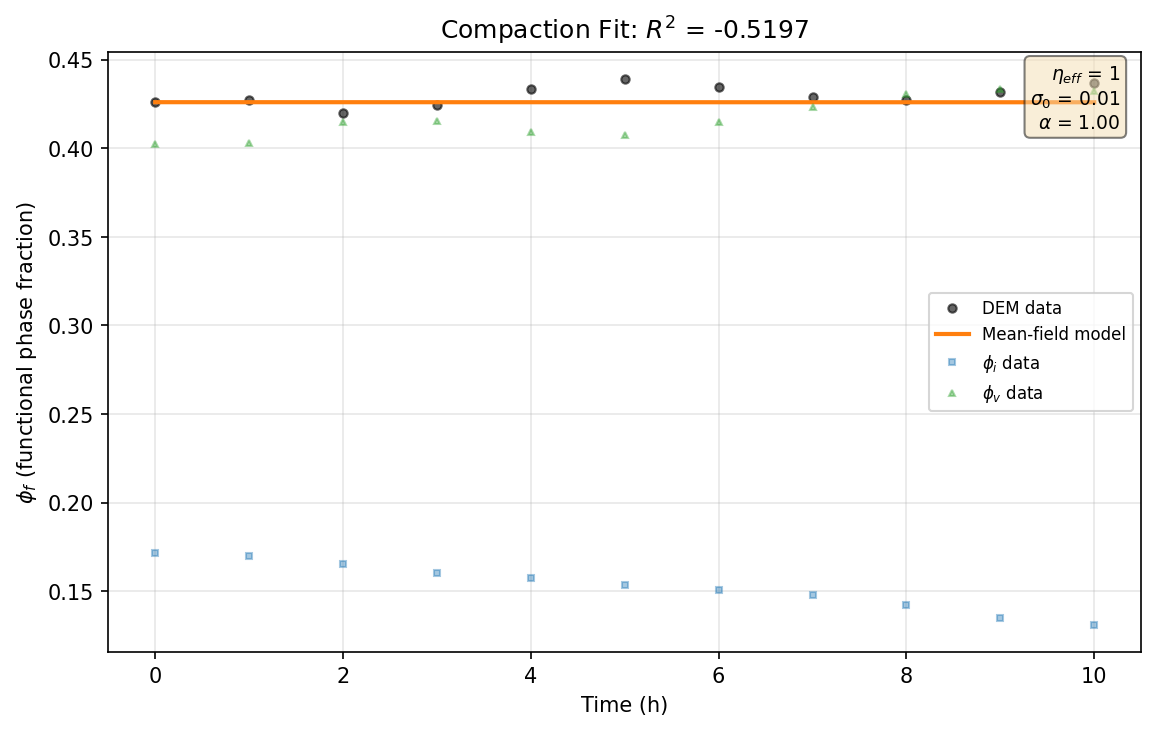 Compaction Fit: R² = -0.5197
η_eff = 1
σ₀ = 0.01
α = 1.00
ϕ_f (functional phase fraction)
0.45
0.40
0.35
0.30
0.25
0.20
0.15
DEM data
Mean-field model
ϕ_i data
ϕ_v data
0 2 4 6 8 10
Time (h)